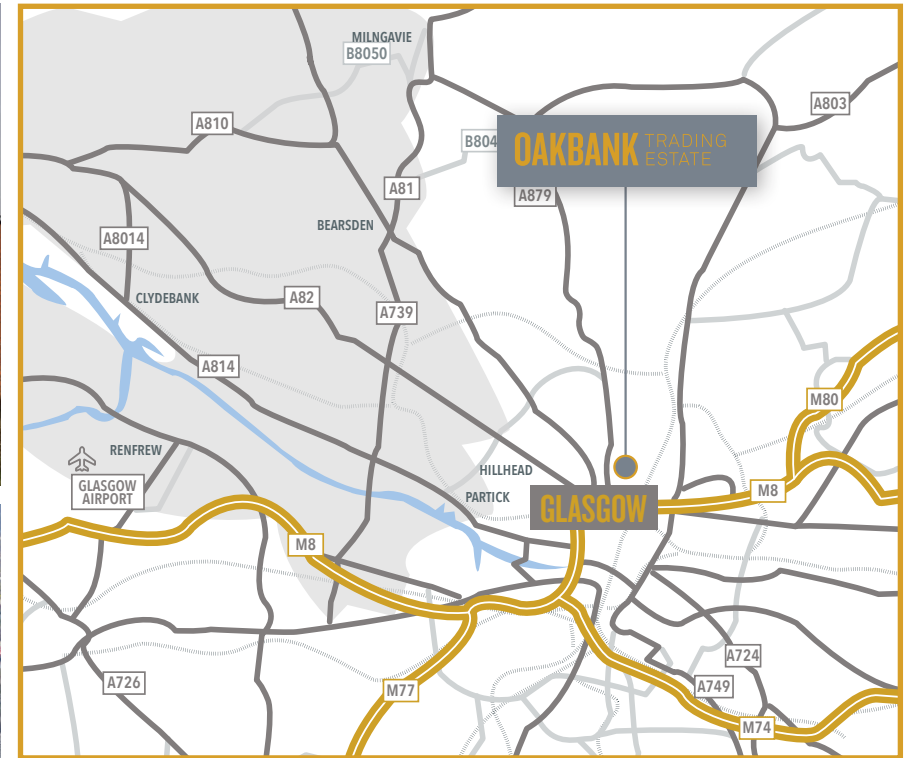 MILNGAVIE
B8050
A803
A810
B804
OAKBANK TRADING
ESTATE
A81
A879
BEARSDEN
A8014
CLYDEBANK
A82
A739
A814
M80
RENFREW
HILLHEAD
GLASGOW
AIRPORT
PARTICK
M8
GLASGOW
M8
A724
A726
M77
A749
M74